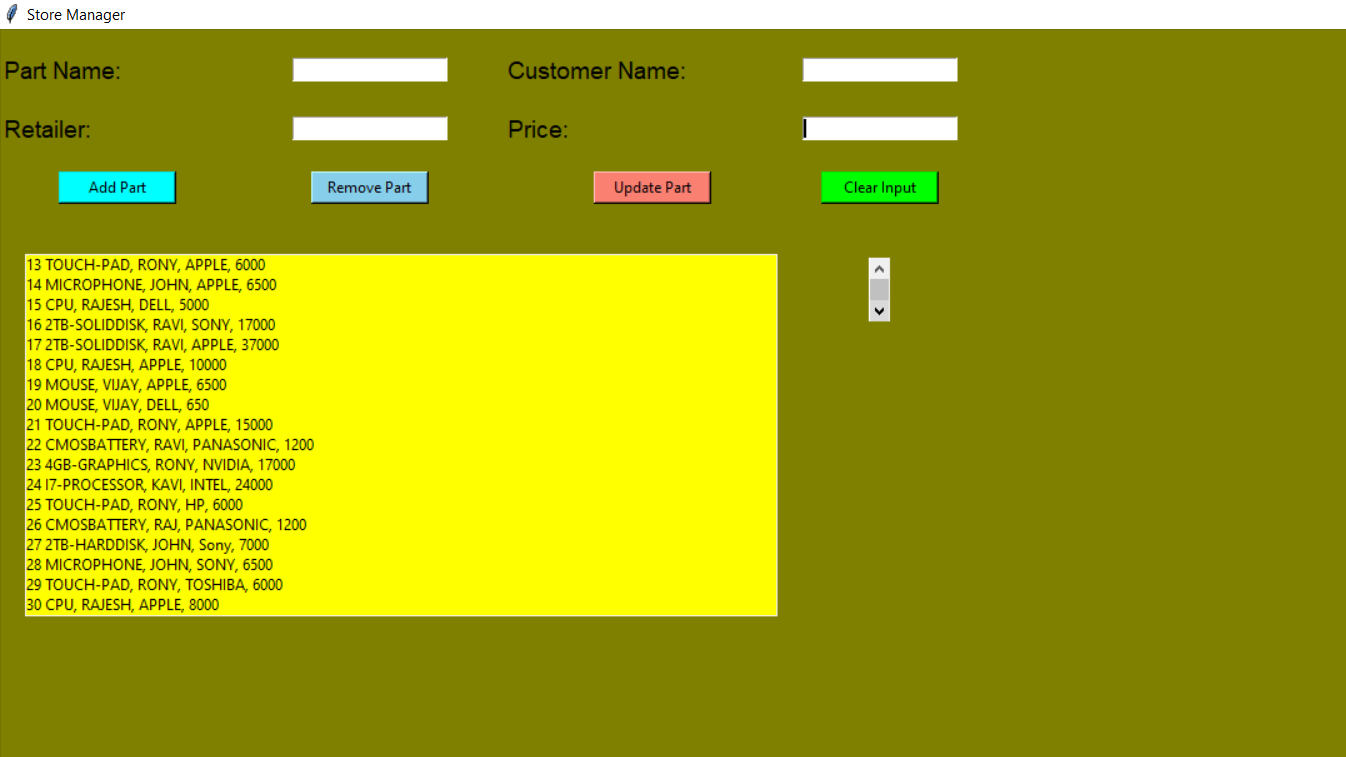 Store Manager
Part Name: Customer Name:
Retailer: Price:
Add Part Remove Part Update Part Clear Input
13 TOUCH-PAD, RONY, APPLE, 6000
14 MICROPHONE, JOHN, APPLE, 6500
15 CPU, RAJESH, DELL, 5000
16 2TB-SOLIDDISK, RAVI, SONY, 17000
17 2TB-SOLIDDISK, RAVI, APPLE, 37000
18 CPU, RAJESH, APPLE, 10000
19 MOUSE, VIJAY, APPLE, 6500
20 MOUSE, VIJAY, DELL, 650
21 TOUCH-PAD, RONY, APPLE, 15000
22 CMOSBATTERY, RAVI, PANASONIC, 1200
23 4GB-GRAPHICS, RONY, NVIDIA, 17000
24 I7-PROCESSOR, KAVI, INTEL, 24000
25 TOUCH-PAD, RONY, HP, 6000
26 CMOSBATTERY, RAJ, PANASONIC, 1200
27 2TB-HARDDISK, JOHN, Sony, 7000
28 MICROPHONE, JOHN, SONY, 6500
29 TOUCH-PAD, RONY, TOSHIBA, 6000
30 CPU, RAJESH, APPLE, 8000